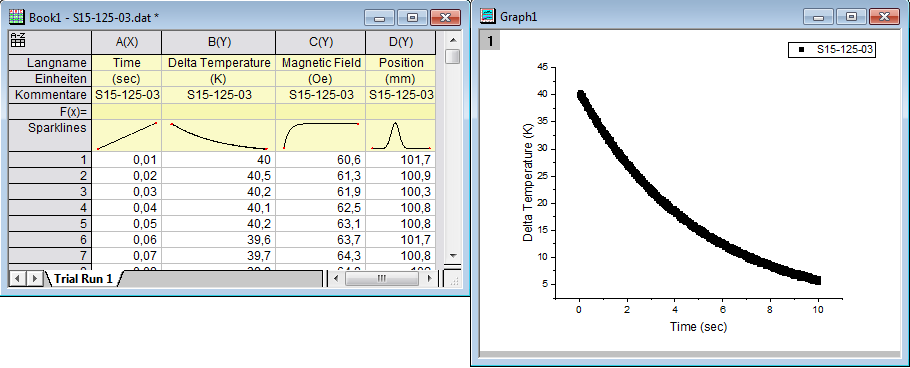 Book1 - S15-125-03.dat *
A(X) B(Y) C(Y) D(Y)
Langname Time Delta Temperature Magnetic Field Position
Einheiten (sec) (K) (Oe) (mm)
Kommentare S15-125-03 S15-125-03 S15-125-03 S15-125-03
F(x)=
Sparklines
1 0,01 40 60,6 101,7
2 0,02 40,5 61,3 100,9
3 0,03 40,2 61,9 100,3
4 0,04 40,1 62,5 100,8
5 0,05 40,2 63,1 100,8
6 0,06 39,6 63,7 101,7
7 0,07 39,7 64,3 100,8
Trial Run 1
Graph1
1
S15-125-03
45
40
35
30
25
20
15
10
5
Delta Temperature (K)
0 2 4 6 8 10
Time (sec)